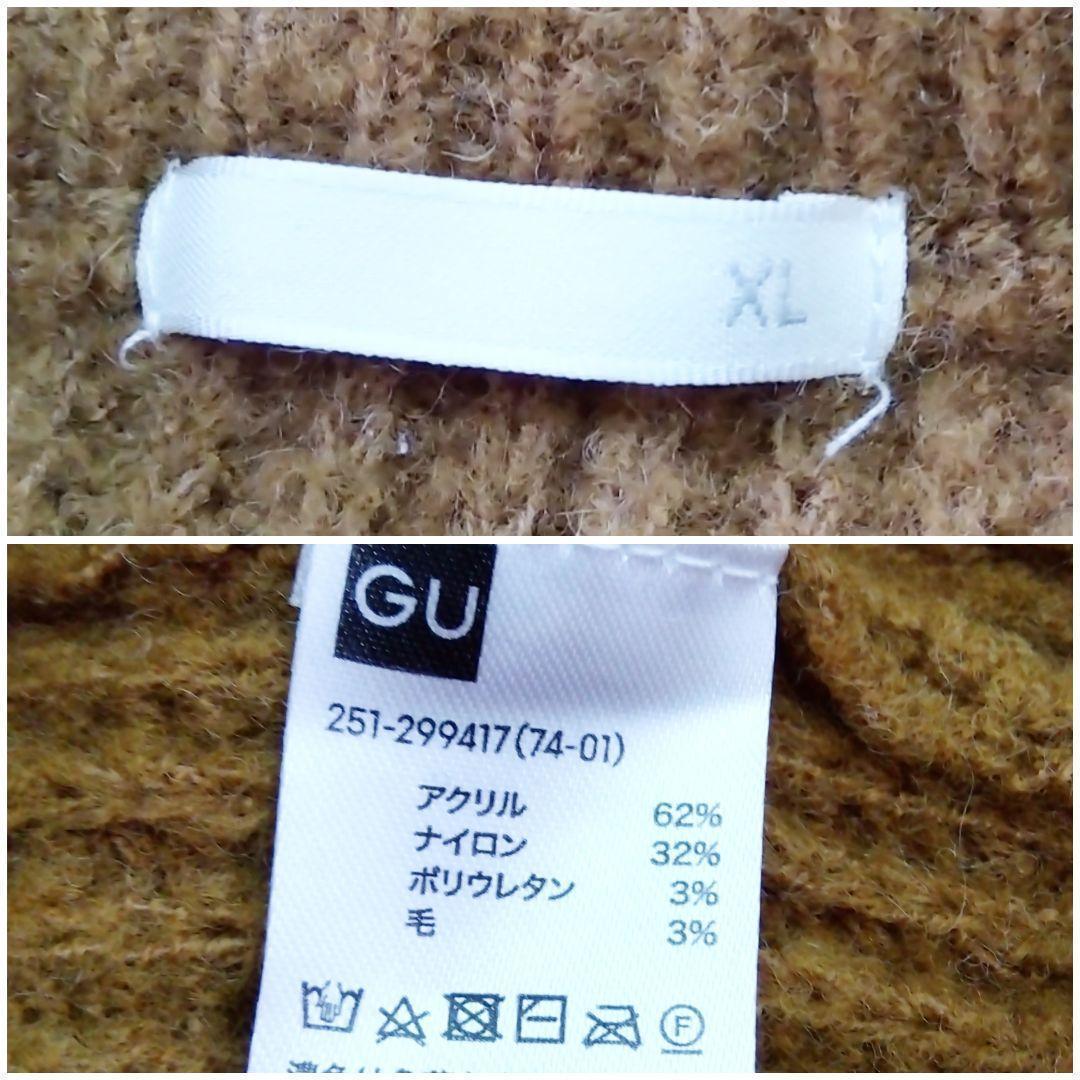 XL
GU
251-299417(74-01)
アクリル 62%
ナイロン 32%
ポリウレタン 3%
毛 3%
F